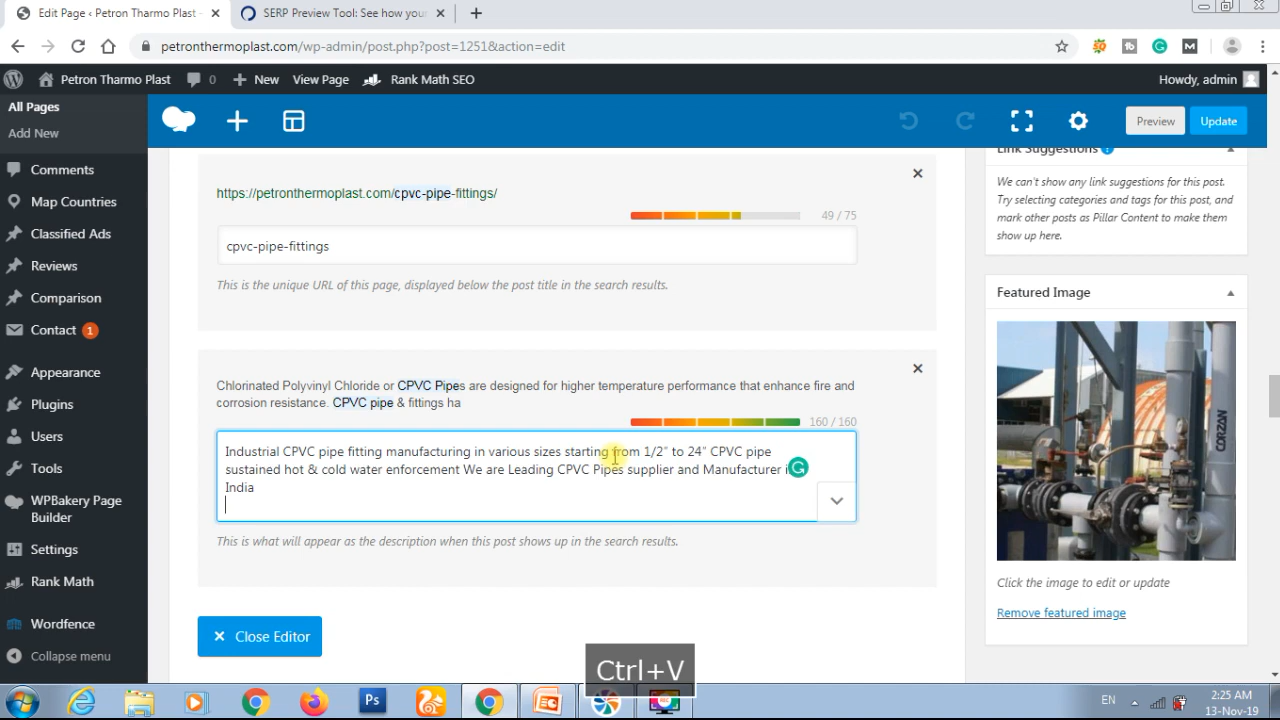 Edit Page ‹ Petron Tharmo Plast -
SERP Preview Tool: See how your
petronthermoplast.com/wp-admin/post.php?post=1251&action=edit
Petron Tharmo Plast
0
New
View Page
Rank Math SEO
Howdy, admin
All Pages
Add New
Comments
Map Countries
Classified Ads
Reviews
Comparison
Contact 1
Appearance
Plugins
Users
Tools
WPBakery Page
Builder
Settings
Rank Math
Wordfence
Collapse menu
Preview
Update
https://petronthermoplast.com/cpvc-pipe-fittings/
49 / 75
cpvc-pipe-fittings
This is the unique URL of this page, displayed below the post title in the search results.
Chlorinated Polyvinyl Chloride or CPVC Pipes are designed for higher temperature performance that enhance fire and
corrosion resistance. CPVC pipe & fittings ha
160 / 160
Industrial CPVC pipe fitting manufacturing in various sizes starting from 1/2" to 24" CPVC pipe
sustained hot & cold water enforcement We are Leading CPVC Pipes supplier and Manufacturer
India
This is what will appear as the description when this post shows up in the search results.
Close Editor
Link Suggestions
We can't show any link suggestions for this post.
Try selecting categories and tags for this post, and
mark other posts as Pillar Content to make them
show up here.
Featured Image
CORZAN
Click the image to edit or update
Remove featured image
Ctrl+V
Ps
EN
2:25 AM
13-Nov-19